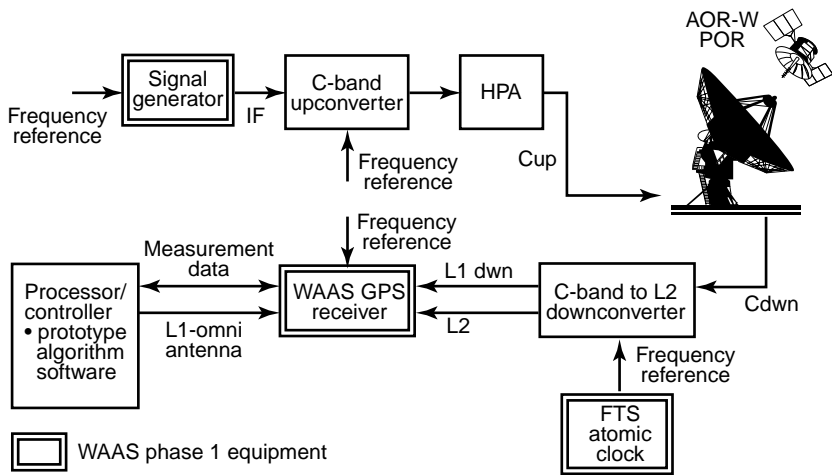 AOR-W
POR
Signal
generator
C-band
upconverter
HPA
Frequency
reference
IF
Cup
Frequency
reference
Frequency
reference
Measurement
data
L1 dwn
Processor/
controller
• prototype
algorithm
software
WAAS GPS
receiver
C-band to L2
downconverter
Cdwn
L1-omni
antenna
L2
Frequency
reference
FTS
atomic
clock
WAAS phase 1 equipment